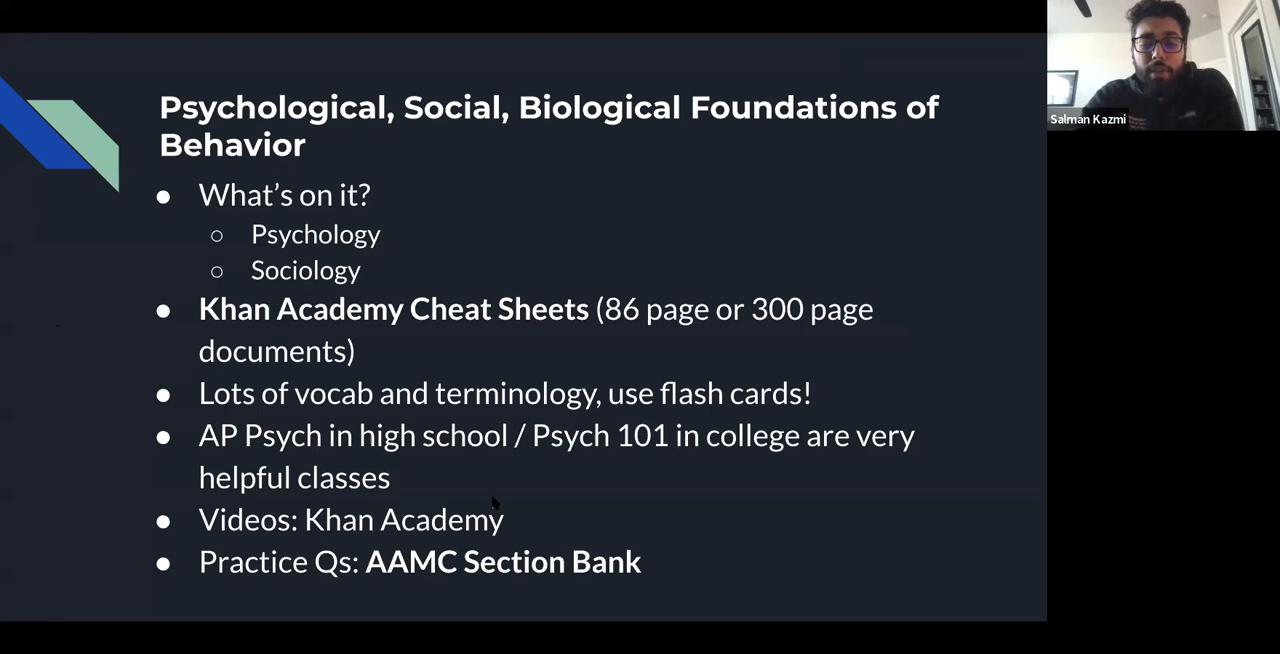 Psychological, Social, Biological Foundations of
Behavior
● What's on it?
○ Psychology
○ Sociology
● Khan Academy Cheat Sheets (86 page or 300 page
documents)
● Lots of vocab and terminology, use flash cards!
● AP Psych in high school / Psych 101 in college are very
helpful classes
● Videos: Khan Academy
● Practice Qs: AAMC Section Bank
Salman Kazmi